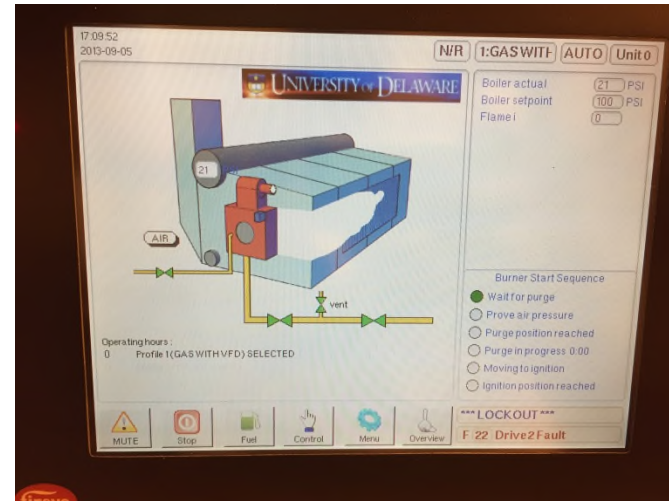 17:09:52
2013-09-05
N/R 1:GASWITH AUTO Unit 0
UNIVERSITY OF DELAWARE
Boiler actual 21 PSI
Boiler setpoint 100 PSI
Flame i 0
21
AIR
vent
Operating hours :
0 Profile 1 (GAS WITH VFD) SELECTED
Burner Start Sequence
Wait for purge
Prove air pressure
Purge position reached
Purge in progress 0:00
Moving to ignition
Ignition position reached
MUTE Stop Fuel Control Menu Overview
*** LOCKOUT ***
F 22 Drive2 Fault